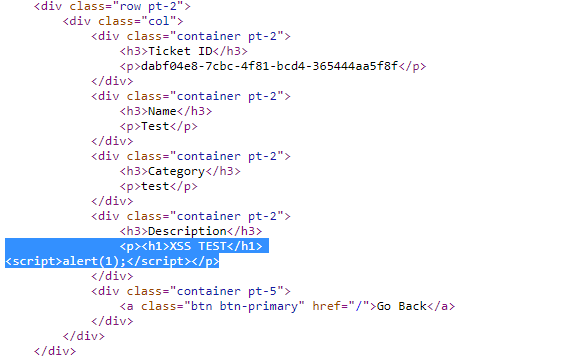 <div class="row pt-2">
<div class="col">
<div class="container pt-2">
<h3>Ticket ID</h3>
<p>dabf04e8-7cbc-4f81-bcd4-365444aa5f8f</p>
</div>
<div class="container pt-2">
<h3>Name</h3>
<p>Test</p>
</div>
<div class="container pt-2">
<h3>Category</h3>
<p>test</p>
</div>
<div class="container pt-2">
<h3>Description</h3>
<p><h1>XSS TEST</h1>
<script>alert(1);</script></p>
</div>
<div class="container pt-5">
<a class="btn btn-primary" href="/">Go Back</a>
</div>
</div>
</div>